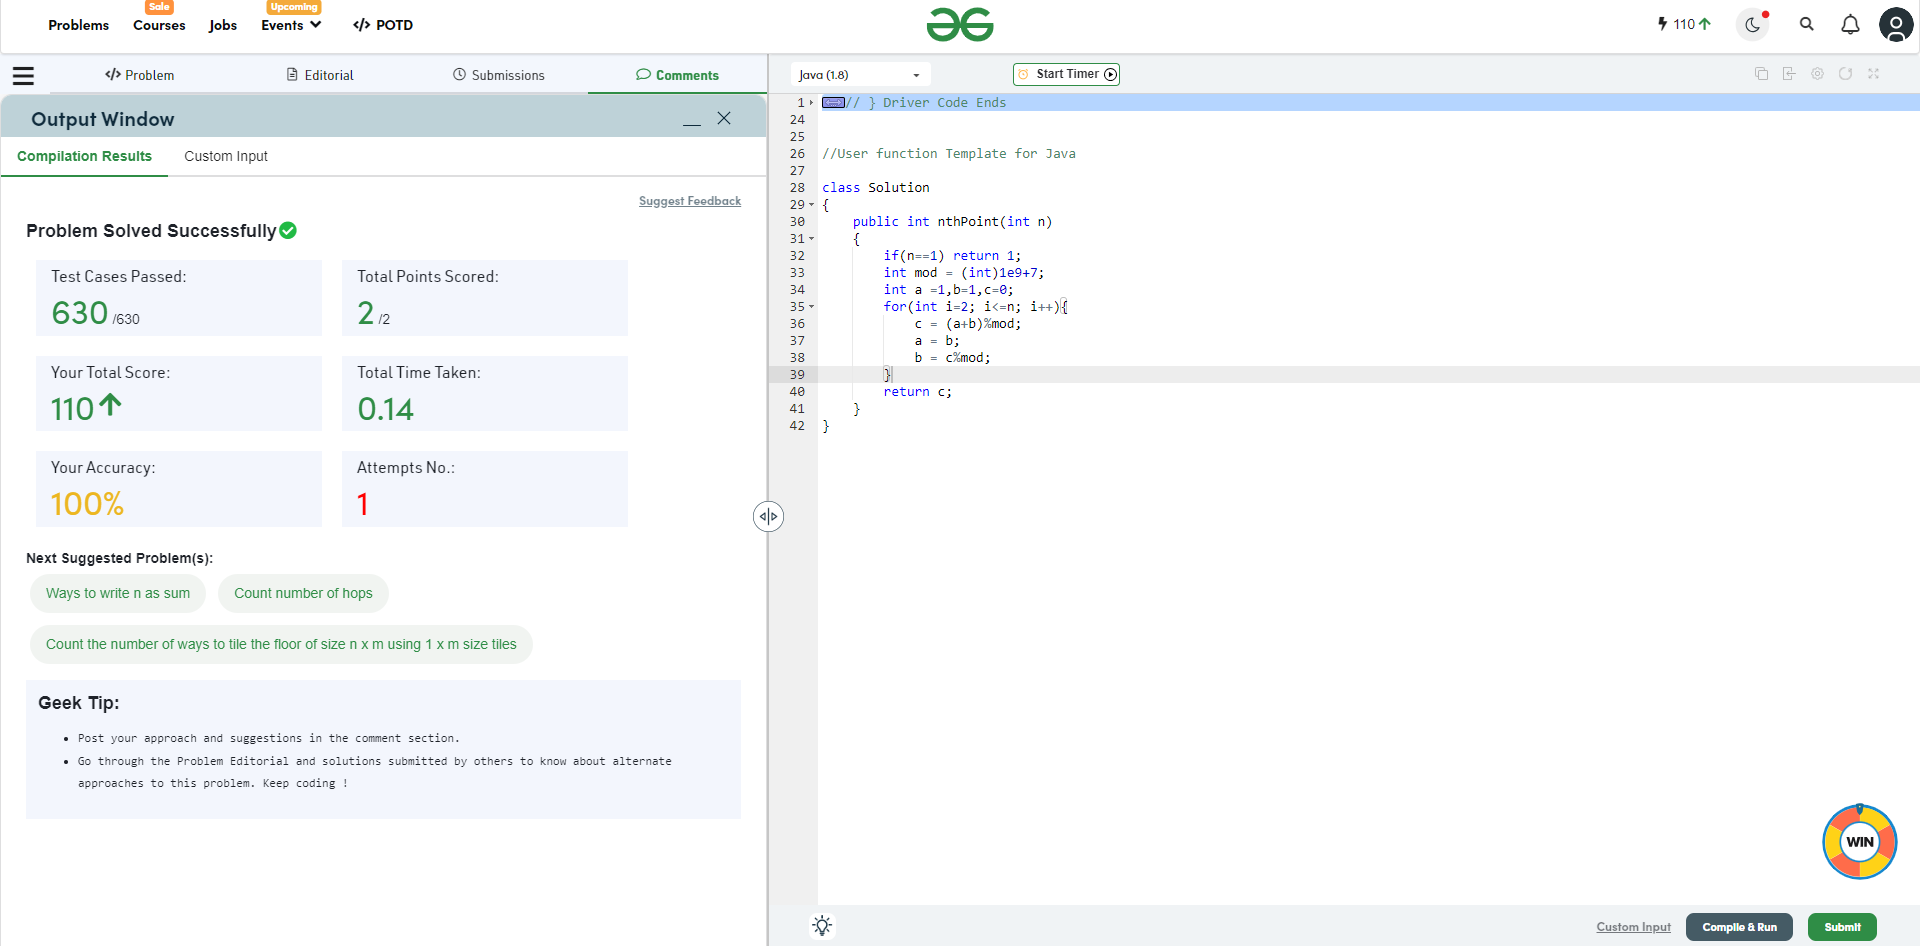 Problems
Sale
Courses
Jobs
Upcoming
Events
</> POTD
110
</> Problem
Editorial
Submissions
Comments
Output Window
Compilation Results
Custom Input
Suggest Feedback
Problem Solved Successfully
Test Cases Passed:
630 /630
Total Points Scored:
2 /2
Your Total Score:
110
Total Time Taken:
0.14
Your Accuracy:
100%
Attempts No.:
1
Next Suggested Problem(s):
Ways to write n as sum
Count number of hops
Count the number of ways to tile the floor of size n x m using 1 x m size tiles
Geek Tip:
Post your approach and suggestions in the comment section.
Go through the Problem Editorial and solutions submitted by others to know about alternate
approaches to this problem. Keep coding !
Java (1.8)
Start Timer
1 // } Driver Code Ends
24
25
26 //User function Template for Java
27
28 class Solution
29 {
30 public int nthPoint(int n)
31 {
32 if(n==1) return 1;
33 int mod = (int)1e9+7;
34 int a =1,b=1,c=0;
35 for(int i=2; i<=n; i++){
36 c = (a+b)%mod;
37 a = b;
38 b = c%mod;
39 }
40 return c;
41 }
42 }
WIN
Custom Input
Compile & Run
Submit